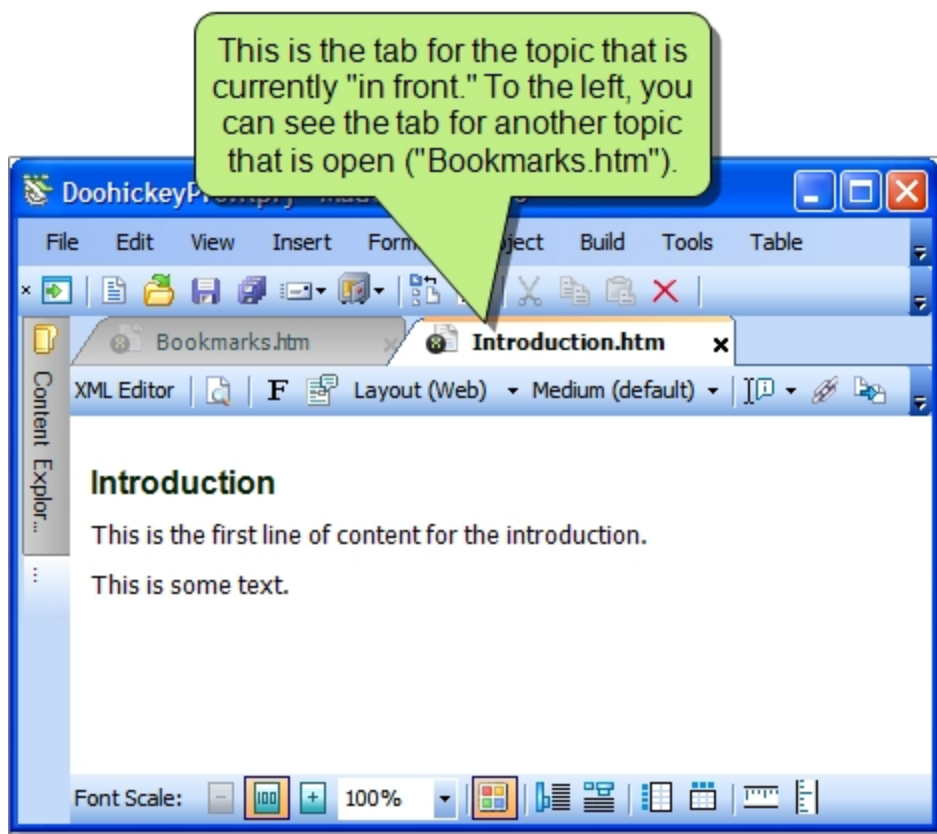 This is the tab for the topic that is
currently "in front." To the left, you
can see the tab for another topic
that is open ("Bookmarks.htm").
File Edit View Insert Build Tools Table
Bookmarks.htm Introduction.htm
Content Explor...
XML Editor F Layout (Web) Medium (default)
Introduction
This is the first line of content for the introduction.
This is some text.
Font Scale: 100 100%